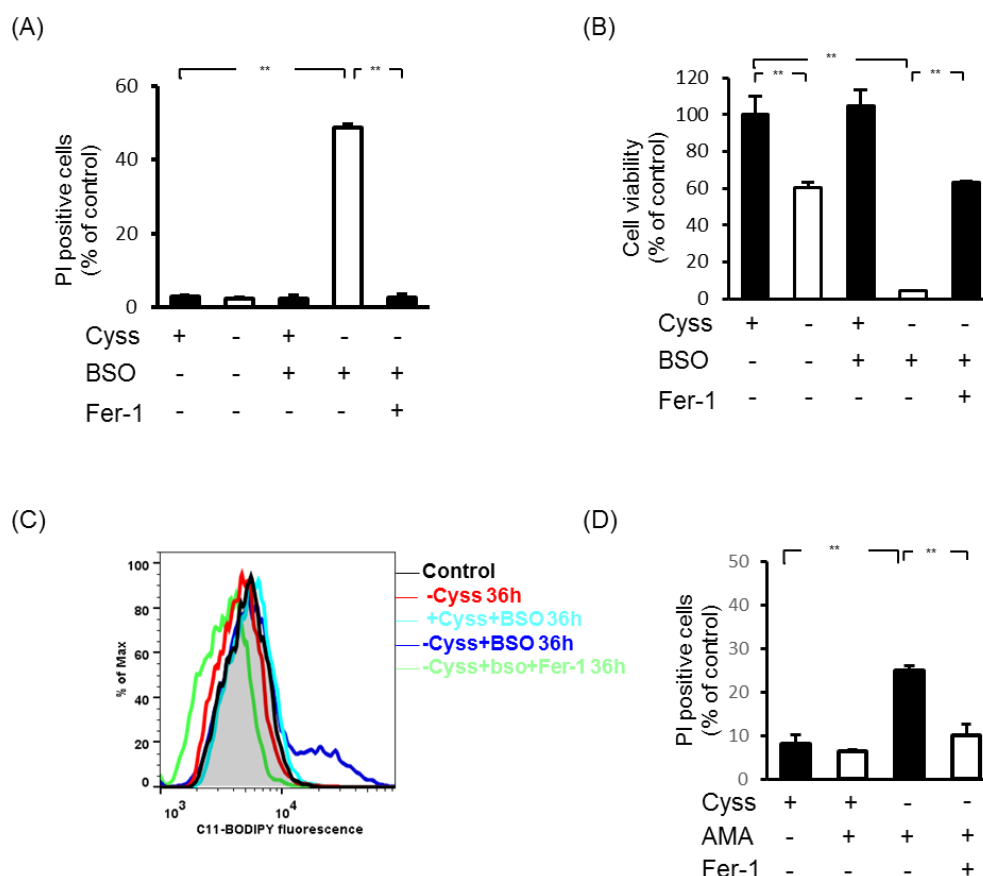 (A)
** **
60
40
20
0
PI positive cells
(% of control)
Cyss + - + - -
BSO - - + + +
Fer-1 - - - - +
(B)
**
** **
120
100
80
60
40
20
0
Cell viability
(% of control)
Cyss + - + - -
BSO - - + + +
Fer-1 - - - - +
(C)
100
80
60
40
20
0
% of Max
10³ 10⁴
C11-BODIPY fluorescence
Control
-Cyss 36h
+Cyss+BSO 36h
-Cyss+BSO 36h
-Cyss+bso+Fer-1 36h
(D)
** **
50
40
30
20
10
0
PI positive cells
(% of control)
Cyss + + - -
AMA - + + +
Fer-1 - - - +